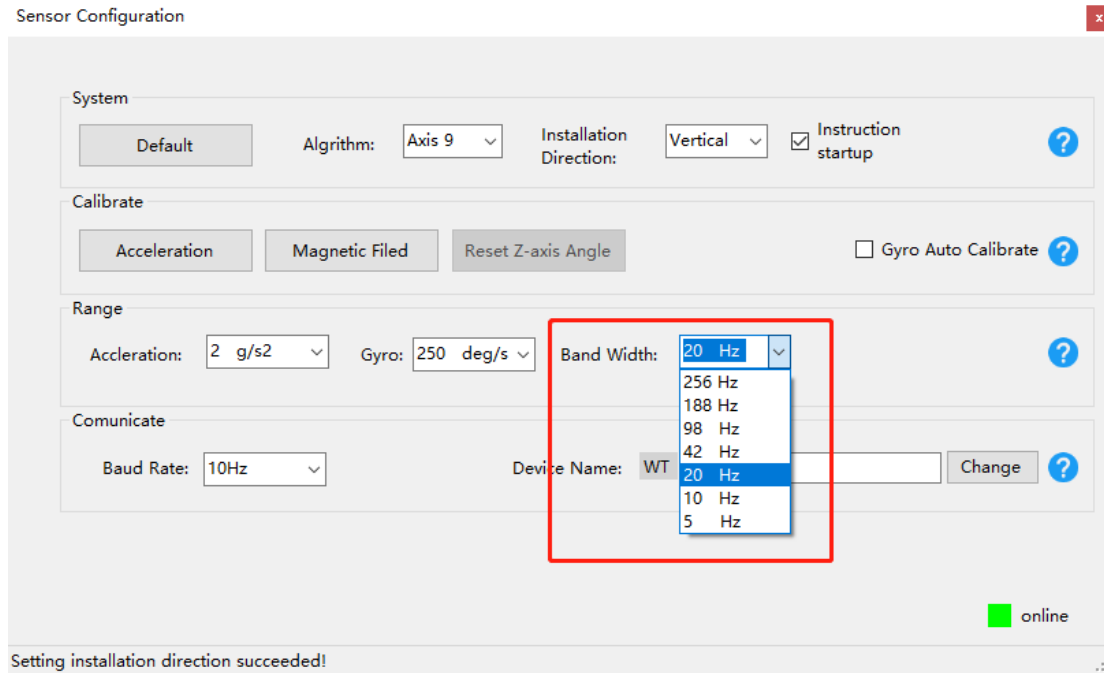 Sensor Configuration
x
System
Default
Algrithm:
Axis 9
Installation
Direction:
Vertical
Instruction
startup
?
Calibrate
Acceleration
Magnetic Filed
Reset Z-axis Angle
Gyro Auto Calibrate
?
Range
Accleration:
2 g/s2
Gyro:
250 deg/s
Band Width:
20 Hz
?
256 Hz
188 Hz
98 Hz
42 Hz
20 Hz
10 Hz
5 Hz
Comunicate
Baud Rate:
10Hz
Device Name:
WT
Change
?
online
Setting installation direction succeeded!